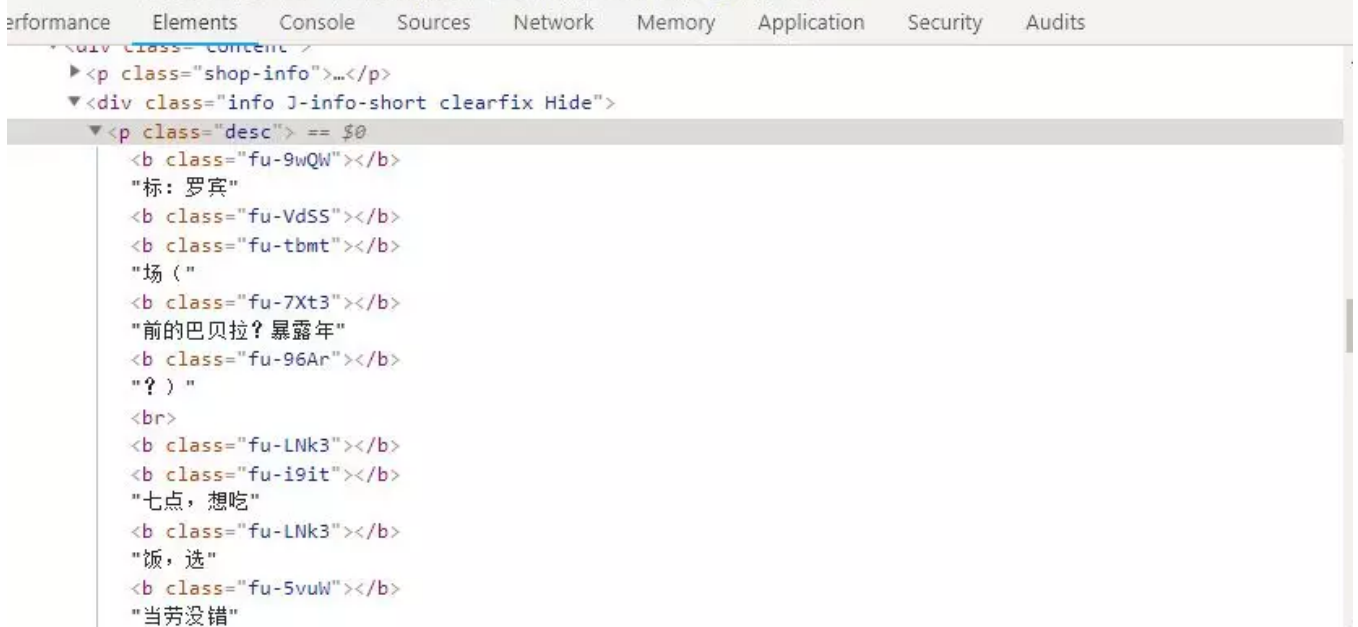 erformance Elements Console Sources Network Memory Application Security Audits
<div class="content">
<p class="shop-info">…</p>
<div class="info J-info-short clearfix Hide">
<p class="desc"> == $0
<b class="fu-9wQW"></b>
"标：罗宾"
<b class="fu-VdSS"></b>
<b class="fu-tbmt"></b>
"场（"
<b class="fu-7Xt3"></b>
"前的巴贝拉？暴露年"
<b class="fu-96Ar"></b>
"？）"
<br>
<b class="fu-LNk3"></b>
<b class="fu-i9it"></b>
"七点，想吃"
<b class="fu-LNk3"></b>
"饭，选"
<b class="fu-5vuW"></b>
"当劳没错"